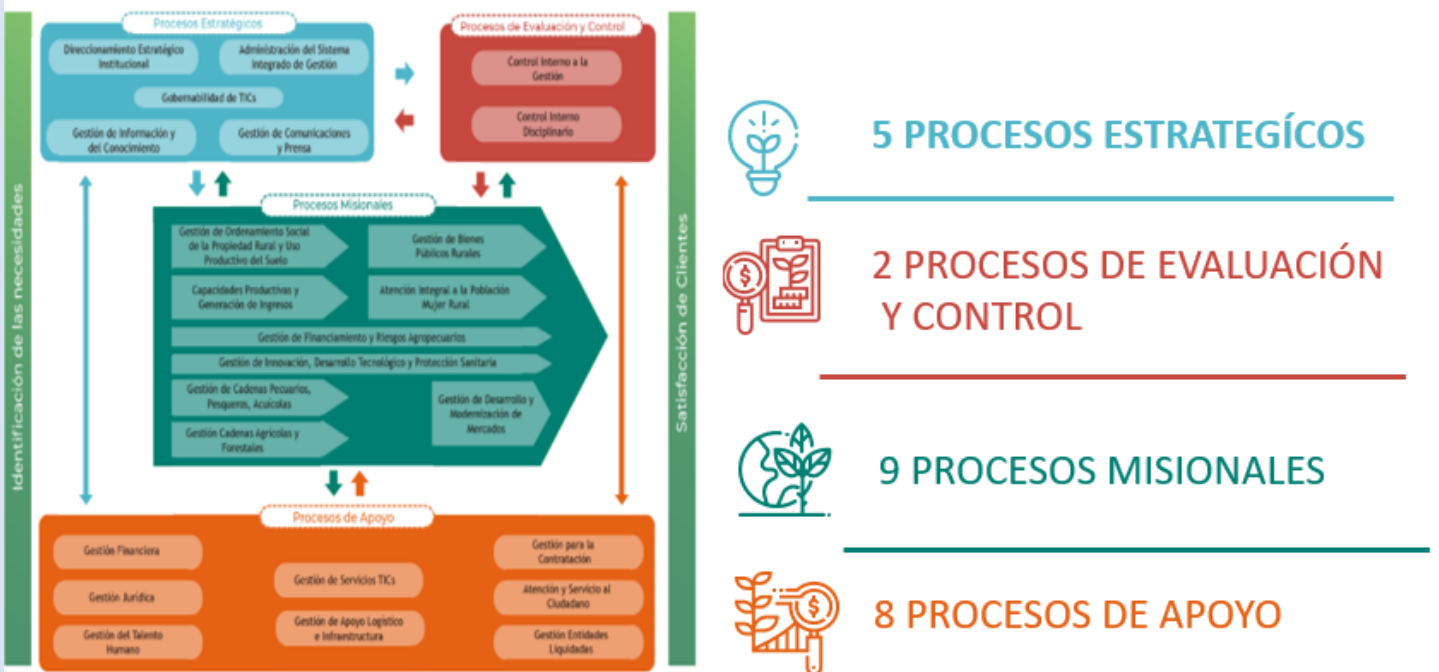 Identificación de las necesidades
Procesos Estratégicos
Direccionamiento Estratégico
Institucional
Administración del Sistema
Integrado de Gestión
Gobernabilidad de TICs
Gestión de Información y
del Conocimiento
Gestión de Comunicaciones
y Prensa
Procesos de Evaluación y Control
Control Interno a la
Gestión
Control Interno
Disciplinario
Procesos Misionales
Gestión de Ordenamiento Social
de la Propiedad Rural y Uso
Productivo del Suelo
Gestión de Bienes
Públicos Rurales
Capacidades Productivas y
Generación de Ingresos
Atención Integral a la Población
Mujer Rural
Gestión de Financiamiento y Riesgos Agropecuarios
Gestión de Innovación, Desarrollo Tecnológico y Protección Sanitaria
Gestión de Cadenas Pecuarias,
Pesqueros, Acuícolas
Gestión de Desarrollo y
Modernización de
Mercados
Gestión Cadenas Agrícolas y
Forestales
Procesos de Apoyo
Gestión Financiera
Gestión Jurídica
Gestión del Talento
Humano
Gestión de Servicios TICs
Gestión de Apoyo Logístico
e Infraestructura
Gestión para la
Contratación
Atención y Servicio al
Ciudadano
Gestión Entidades
Liquidadas
Satisfacción de Clientes
5 PROCESOS ESTRATEGÍCOS
2 PROCESOS DE EVALUACIÓN
Y CONTROL
9 PROCESOS MISIONALES
8 PROCESOS DE APOYO